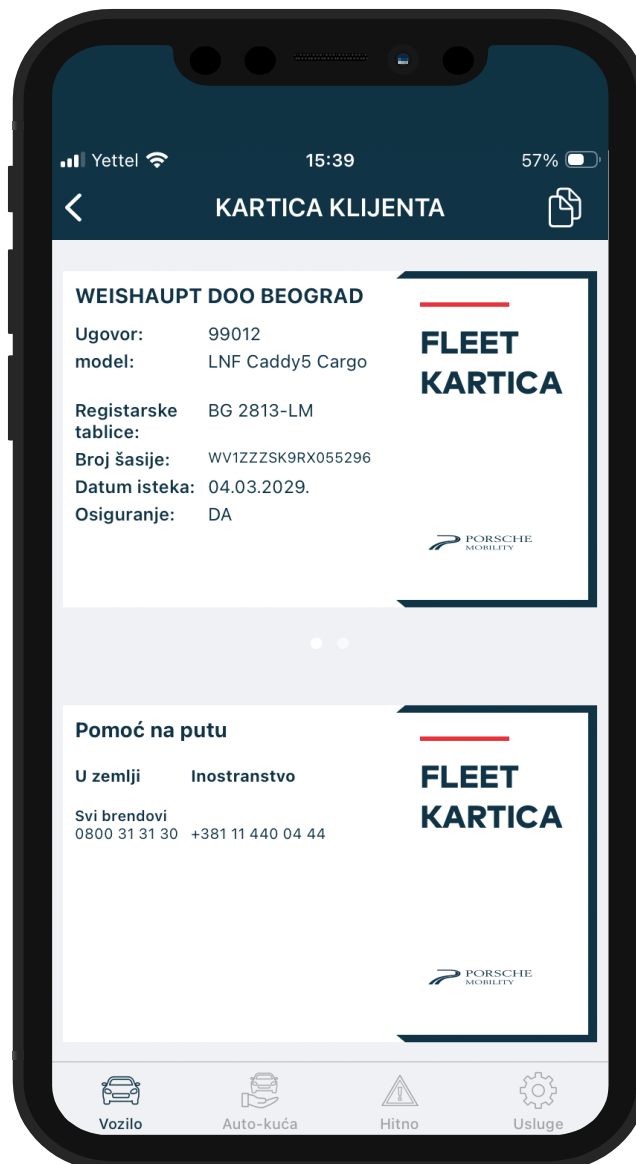 Yettel 15:39 57%
KARTICA KLIJENTA
WEISHAUPT DOO BEOGRAD
Ugovor: 99012
model: LNF Caddy5 Cargo
Registarske tablice: BG 2813-LM
Broj šasije: WV1ZZZSK9RX055296
Datum isteka: 04.03.2029.
Osiguranje: DA
FLEET
KARTICA
PORSCHE
MOBILITY
Pomoć na putu
U zemlji Inostranstvo
Svi brendovi
0800 31 31 30 +381 11 440 04 44
FLEET
KARTICA
PORSCHE
MOBILITY
Vozilo Auto-kuća Hitno Usluge